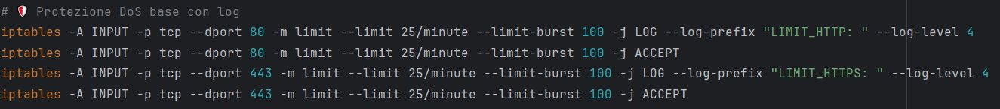 # 🛡️ Protezione DoS base con log
iptables -A INPUT -p tcp --dport 80 -m limit --limit 25/minute --limit-burst 100 -j LOG --log-prefix "LIMIT_HTTP: " --log-level 4
iptables -A INPUT -p tcp --dport 80 -m limit --limit 25/minute --limit-burst 100 -j ACCEPT
iptables -A INPUT -p tcp --dport 443 -m limit --limit 25/minute --limit-burst 100 -j LOG --log-prefix "LIMIT_HTTPS: " --log-level 4
iptables -A INPUT -p tcp --dport 443 -m limit --limit 25/minute --limit-burst 100 -j ACCEPT